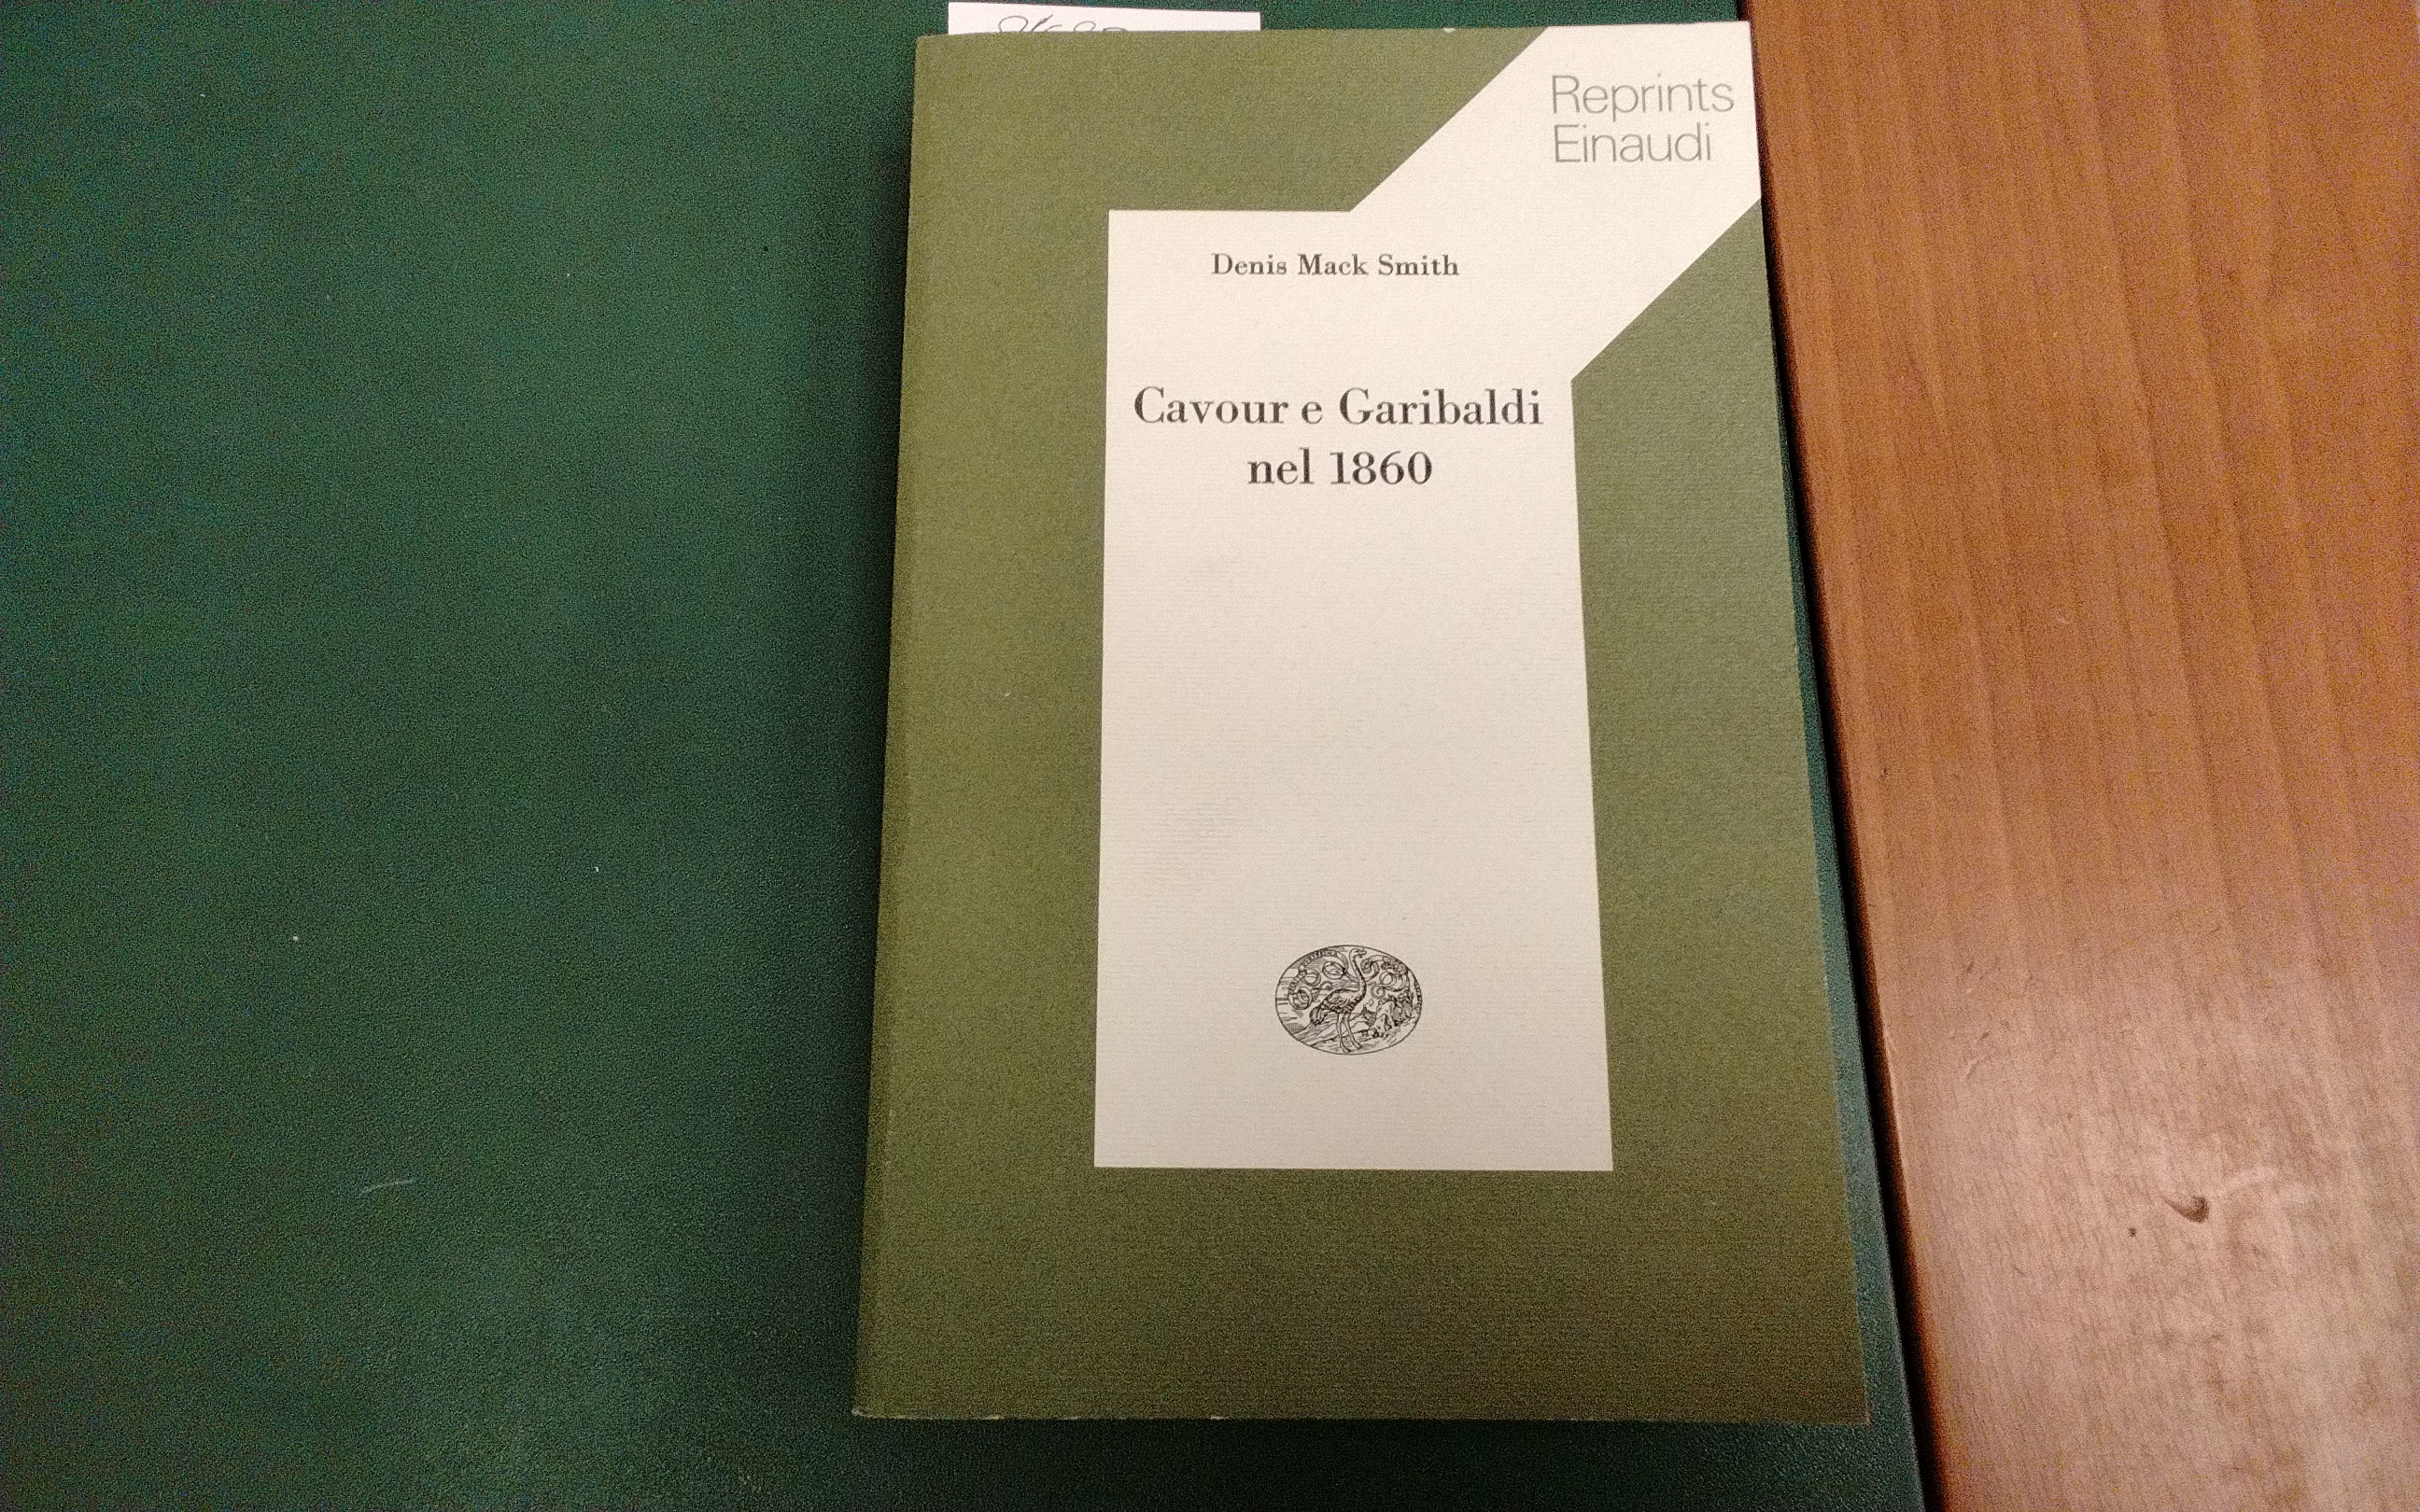 Reprints
Einaudi
Denis Mack Smith
Cavour e Garibaldi
nel 1860